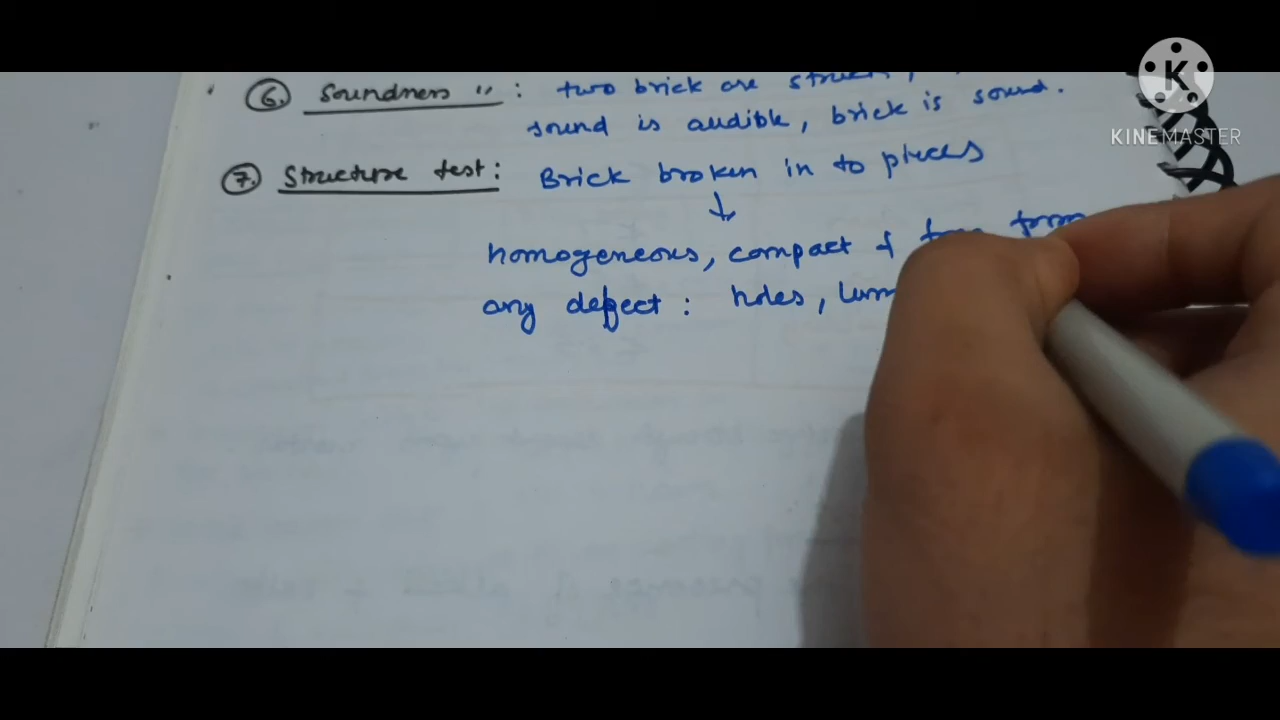 6. Soundness " : two brick are struck,
sound is audible, brick is sound.
7. Structure test: Brick broken in to pieces
↓
homogeneous, compact &
any defect: holes,
K
KINEMASTER